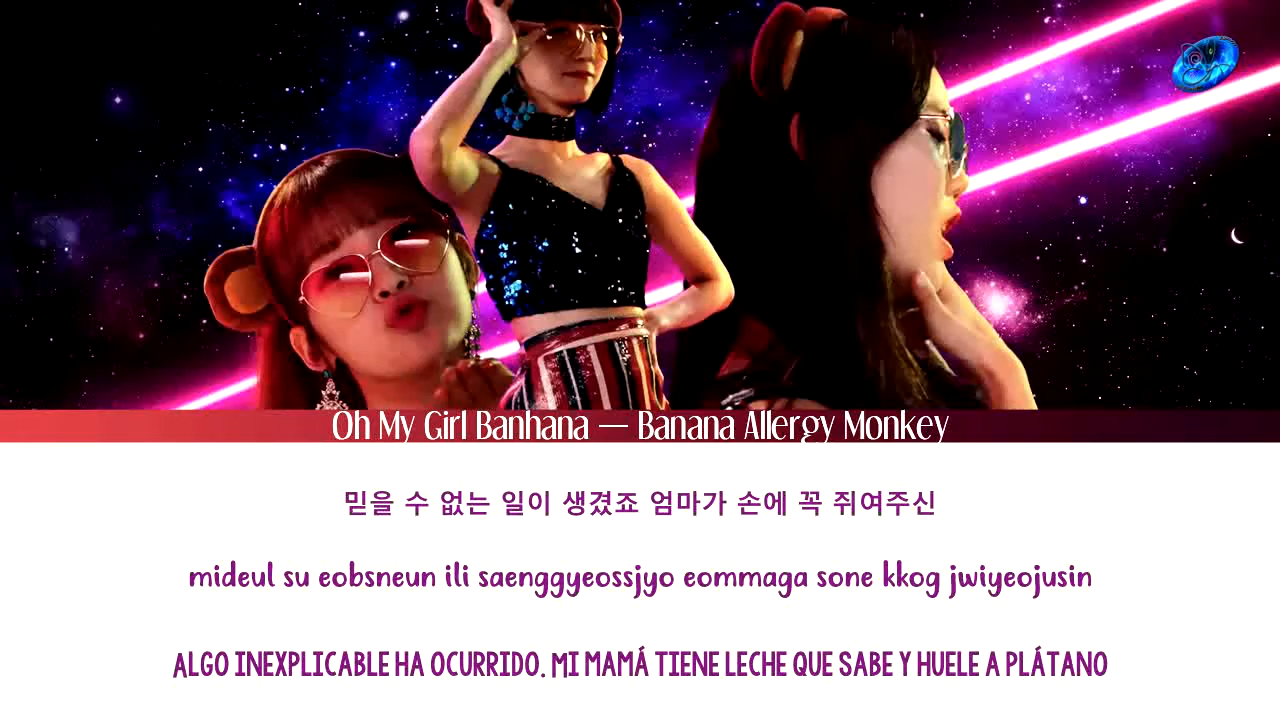 Oh My Girl Banhana — Banana Allergy Monkey
믿을 수 없는 일이 생겼죠 엄마가 손에 꼭 쥐여주신
mideul su eobsneun ili saenggyeossjyo eommaga sone kkog jwiyeojusin
ALGO INEXPLICABLE HA OCURRIDO. MI MAMÁ TIENE LECHE QUE SABE Y HUELE A PLÁTANO